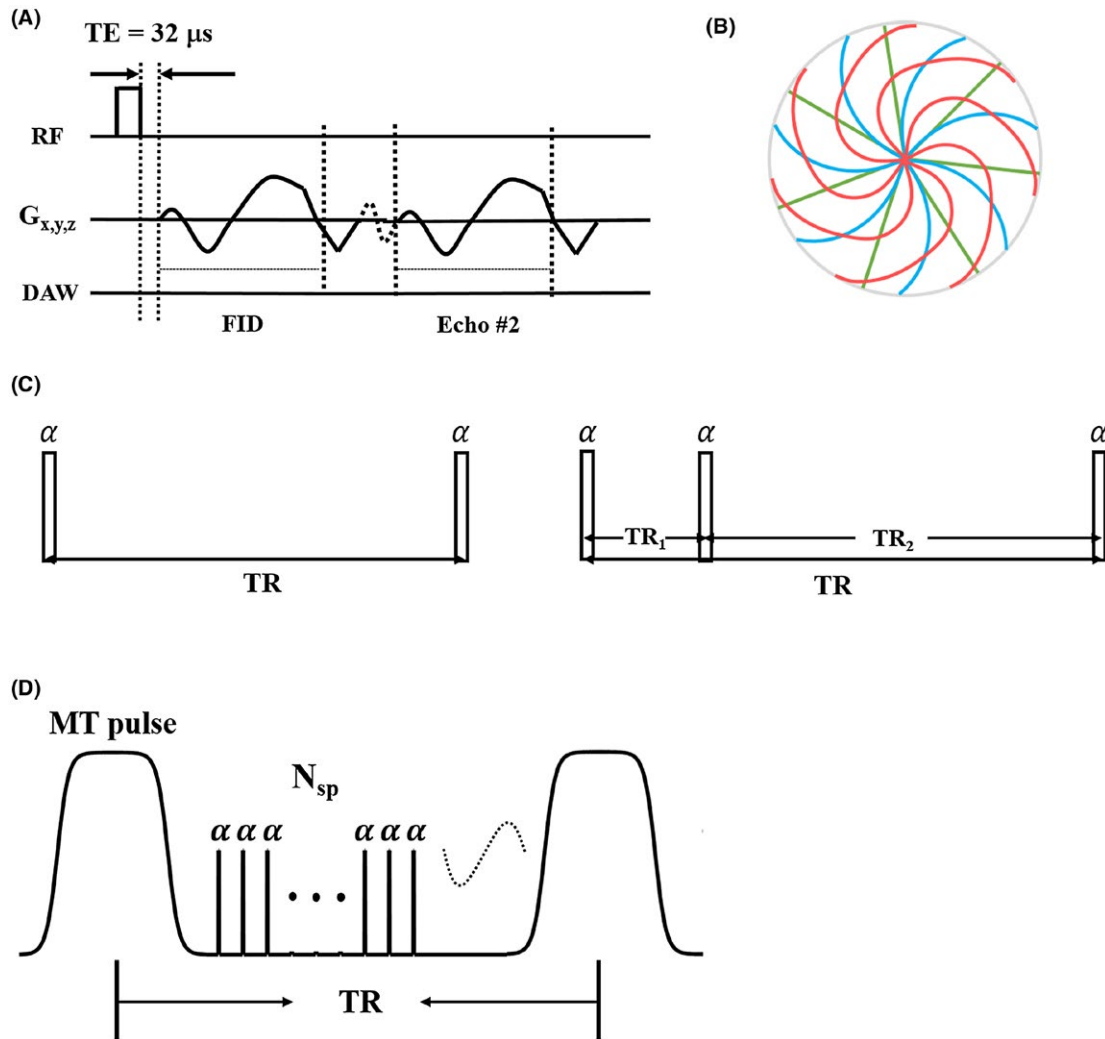 (A)
TE = 32 μs
RF
Gx,y,z
DAW
FID Echo #2
(B)
(C)
α α α α α
TR1 TR2
TR TR
(D)
MT pulse
Nsp
α α α α α α
TR